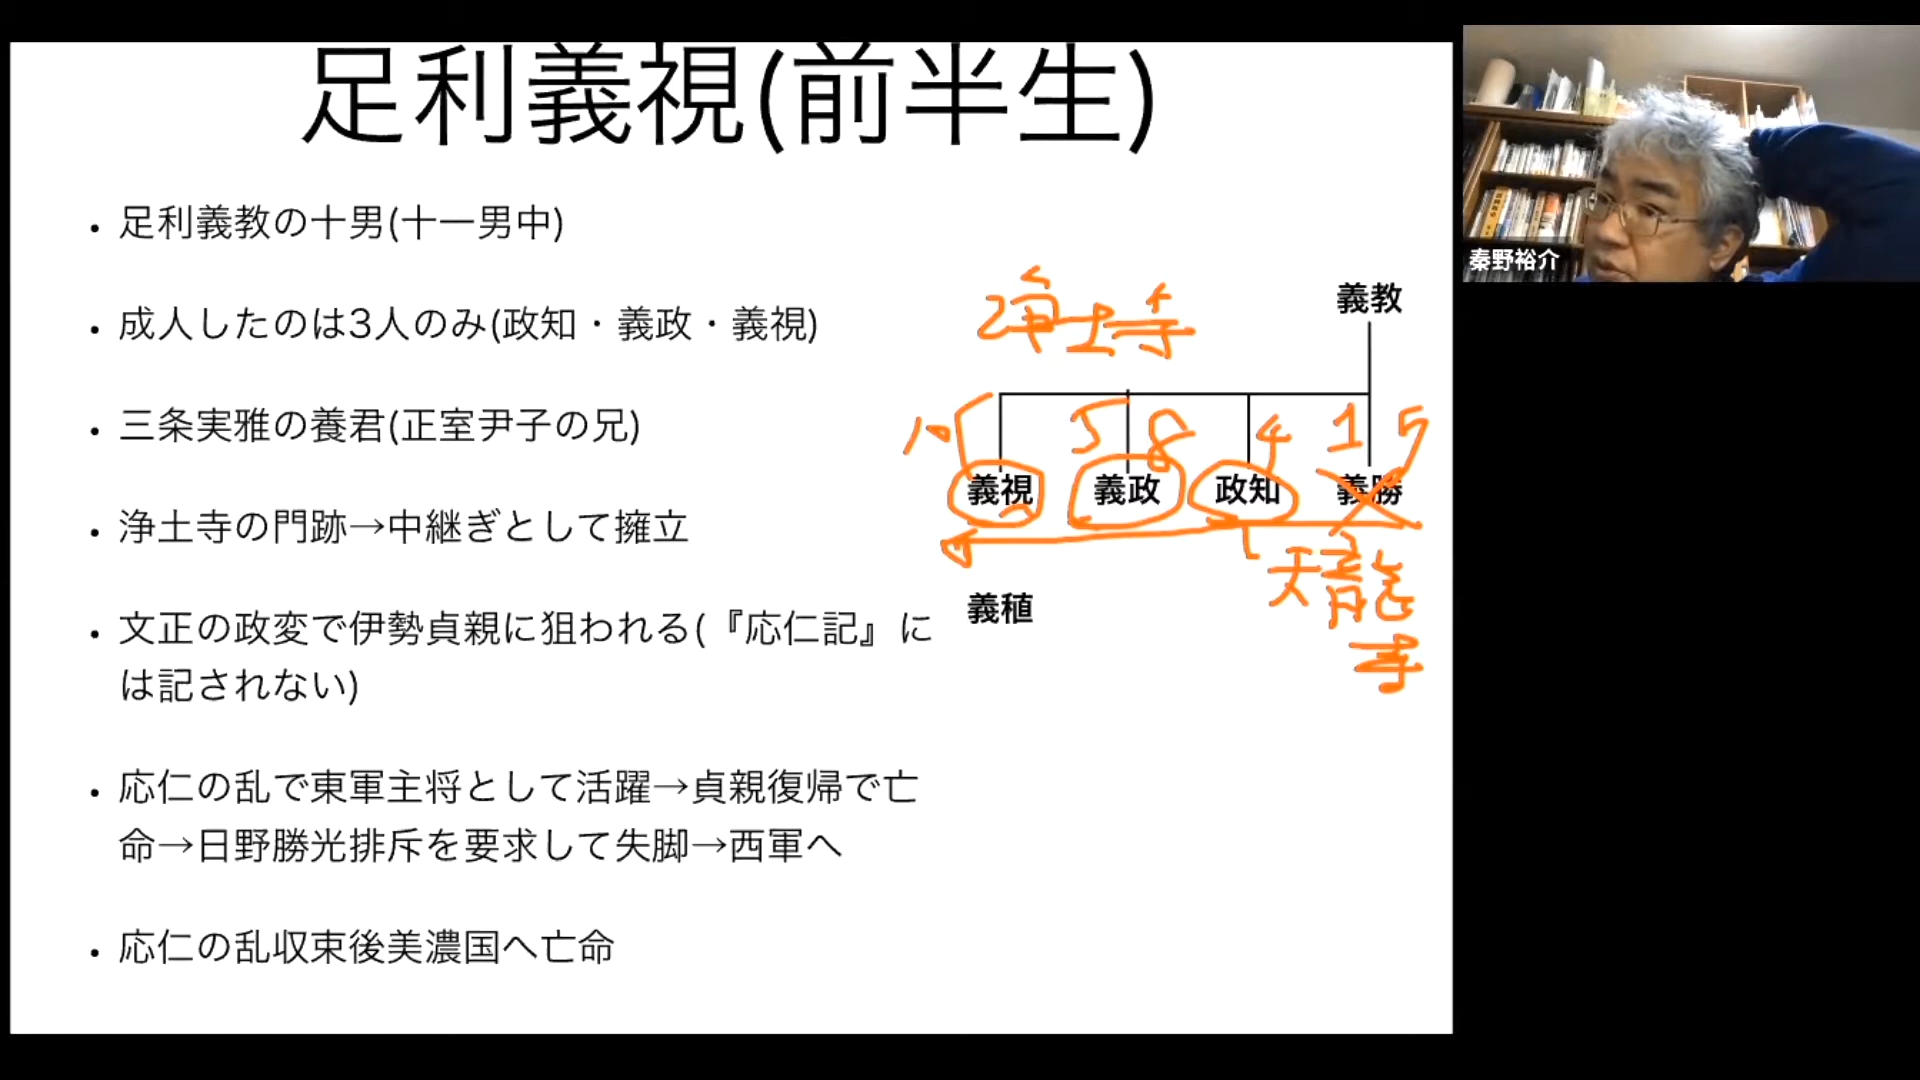 足利義視(前半生)
• 足利義教の十男(十一男中)
• 成人したのは3人のみ(政知・義政・義視)
• 三条実雅の養君(正室尹子の兄)
• 浄土寺の門跡→中継ぎとして擁立
• 文正の政変で伊勢貞親に狙われる(『応仁記』に
は記されない)
• 応仁の乱で東軍主将として活躍→貞親復帰で亡
命→日野勝光排斥を要求して失脚→西軍へ
• 応仁の乱収束後美濃国へ亡命
浄土寺
義教
5 8 4 1
義視 義政 政知 義勝
天龍
寺
義稙
秦野裕介